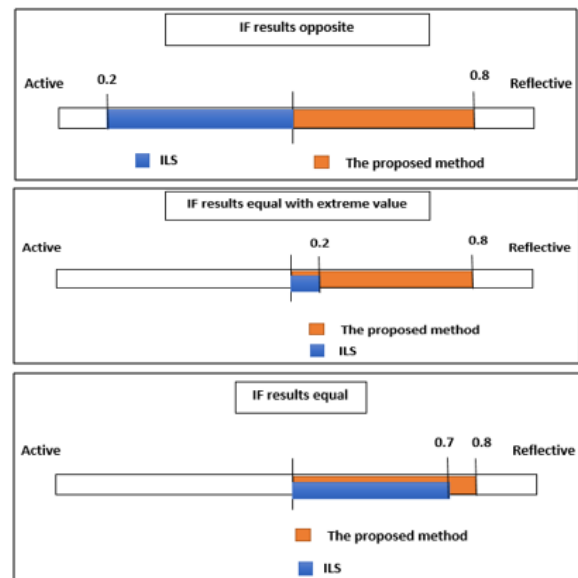 IF results opposite
Active 0.2 0.8 Reflective
ILS The proposed method
IF results equal with extreme value
Active 0.2 0.8 Reflective
The proposed method
ILS
IF results equal
Active 0.7 0.8 Reflective
The proposed method
ILS